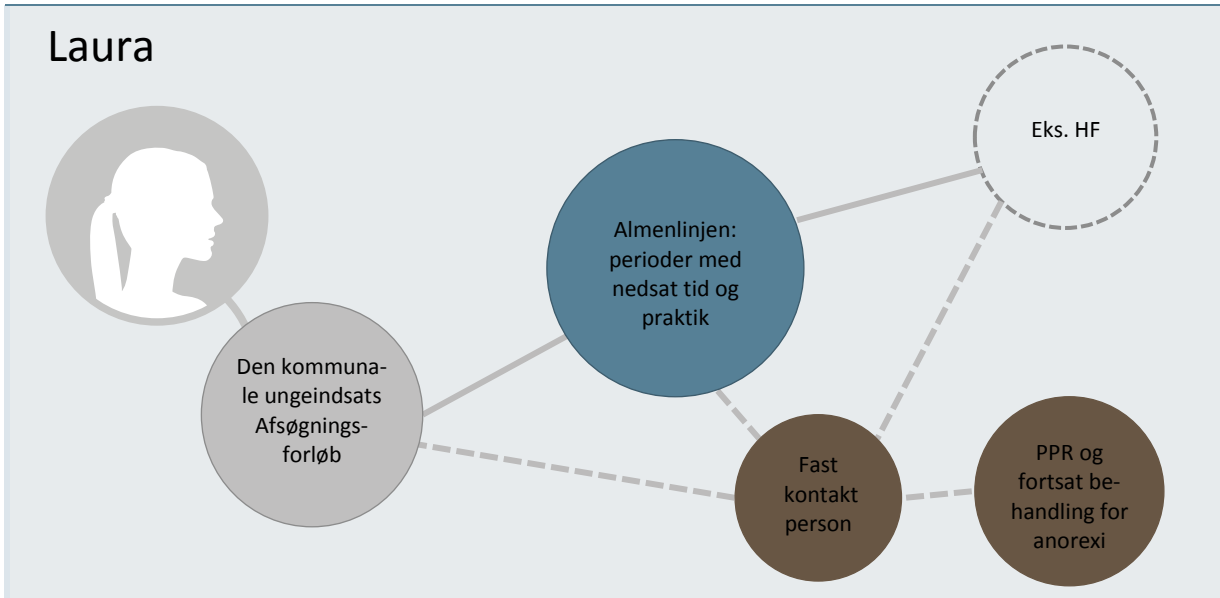 Laura
Eks. HF
Almenlinjen:
perioder med
nedsat tid og
praktik
Den kommuna-
le ungeindsats
Afsøgnings-
forløb
Fast
kontakt
person
PPR og
fortsat be-
handling for
anorexi